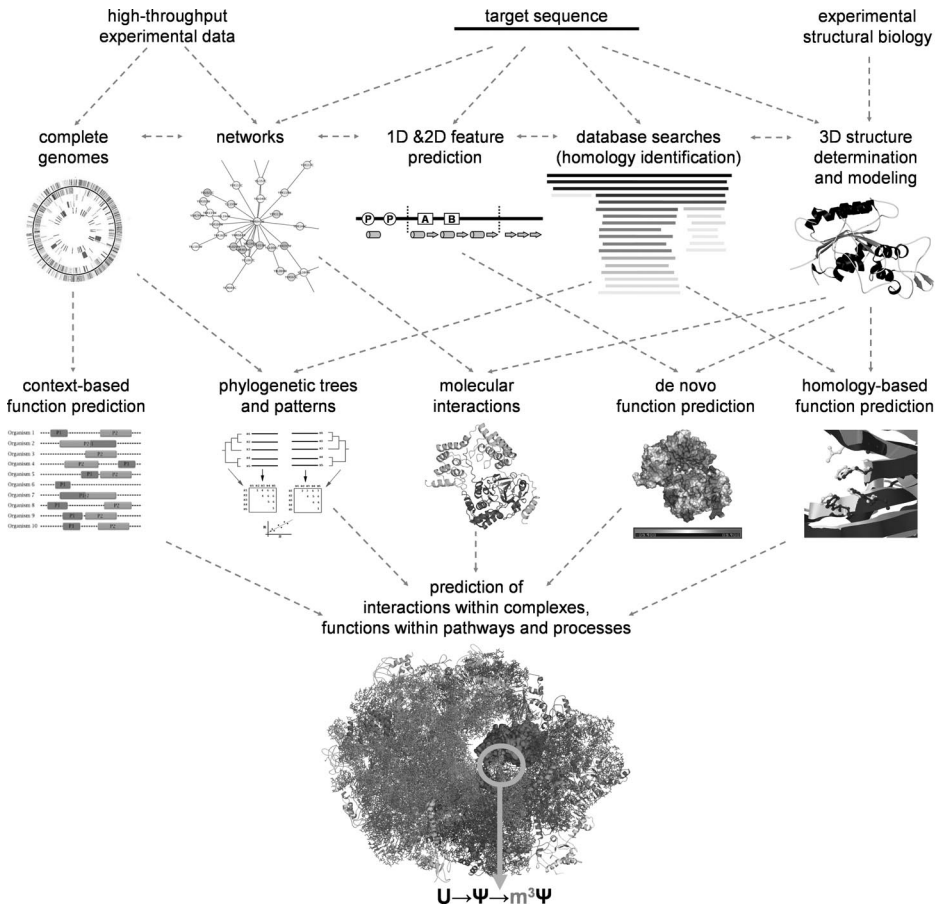 high-throughput
experimental data
target sequence
experimental
structural biology
complete
genomes
networks
1D &2D feature
prediction
database searches
(homology identification)
3D structure
determination
and modeling
P P A B
context-based
function prediction
phylogenetic trees
and patterns
molecular
interactions
de novo
function prediction
homology-based
function prediction
Organism 1
Organism 2
Organism 3
Organism 4
Organism 5
Organism 6
Organism 7
Organism 8
Organism 9
Organism 10
prediction of
interactions within complexes,
functions within pathways and processes
U→Ψ→m³Ψ